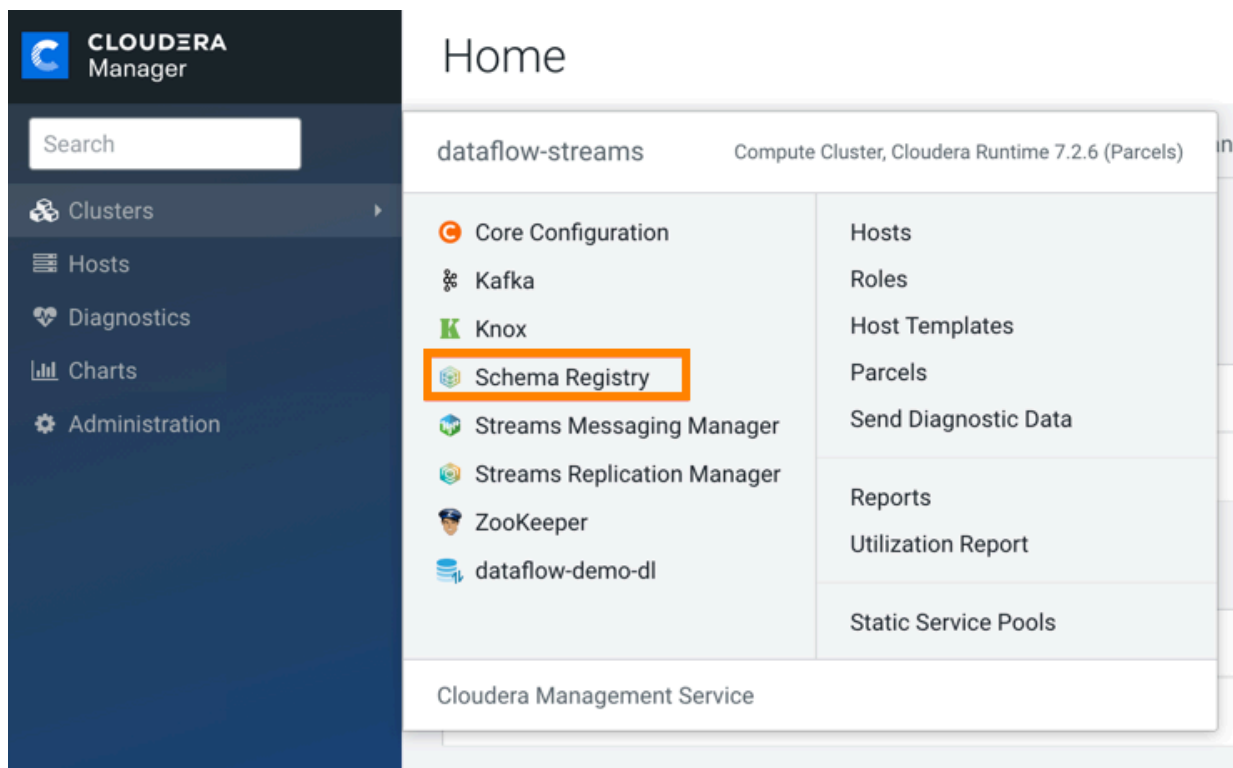 CLOUDERA
Manager
Home
Search
Clusters
Hosts
Diagnostics
Charts
Administration
dataflow-streams
Compute Cluster, Cloudera Runtime 7.2.6 (Parcels)
Core Configuration
Kafka
Knox
Schema Registry
Streams Messaging Manager
Streams Replication Manager
ZooKeeper
dataflow-demo-dl
Hosts
Roles
Host Templates
Parcels
Send Diagnostic Data
Reports
Utilization Report
Static Service Pools
Cloudera Management Service